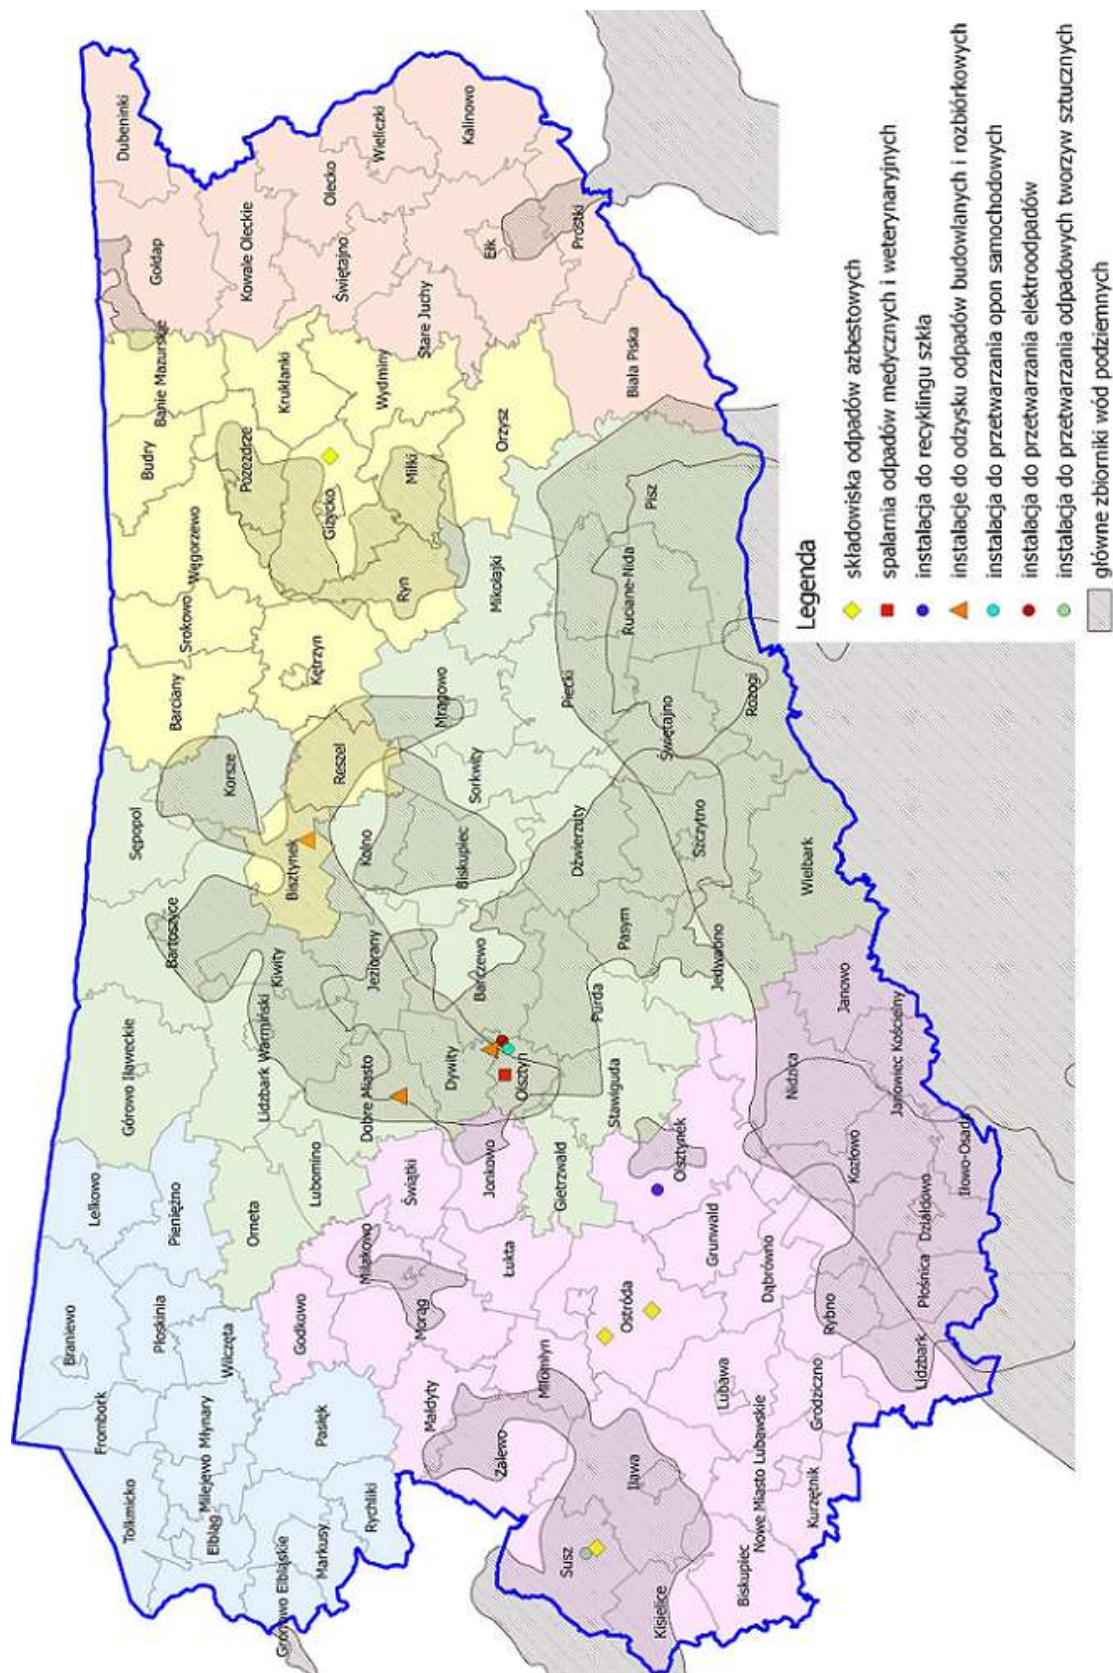 Dubeninki
Gołdap
Banie Mazurskie
Budry
Węgorzewo
Srokowo
Barciany
Sępopol
Bartoszyce
Górowo Iławeckie
Lelkowo
Braniewo
Frombork
Tolkmicko
Kowale Oleckie
Olecko
Wieliczki
Świętajno
Kalinowo
Kruklanki
Pozezdrze
Giżycko
Wydminy
Stare Juchy
Ełk
Prostki
Kętrzyn
Korsze
Reszel
Bisztynek
Kiwity
Lidzbark Warmiński
Pieniężno
Płoskinia
Wilczęta
Młynary
Milejewo
Elbląg
Gronowo Elbląskie
Markusy
Rychliki
Pasłęk
Orneta
Lubomino
Godkowo
Miłki
Ryn
Orzysz
Biała Piska
Mikołajki
Mrągowo
Sorkwity
Kolno
Biskupiec
Jeziorany
Barczewo
Dobre Miasto
Dywity
Olsztyn
Świątki
Jonkowo
Miłakowo
Morąg
Małdyty
Zalewo
Łukta
Miłomłyn
Gietrzwałd
Stawiguda
Purda
Pasym
Dźwierzuty
Piecki
Ruciane-Nida
Pisz
Świętajno
Rozogi
Szczytno
Wielbark
Jedwabno
Olsztynek
Ostróda
Grunwald
Dąbrówno
Lubawa
Iława
Susz
Kisielice
Biskupiec
Nowe Miasto Lubawskie
Kurzętnik
Grodziczno
Rybno
Lidzbark
Płośnica
Działdowo
Iłowo-Osada
Kozłowo
Nidzica
Janowo
Janowiec Kościelny
Legenda
składowiska odpadów azbestowych
spalarnia odpadów medycznych i weterynaryjnych
instalacja do recyklingu szkła
instalacje do odzysku odpadów budowlanych i rozbiórkowych
instalacja do przetwarzania opon samochodowych
instalacja do przetwarzania elektroodpadów
instalacja do przetwarzania odpadowych tworzyw sztucznych
główne zbiorniki wód podziemnych